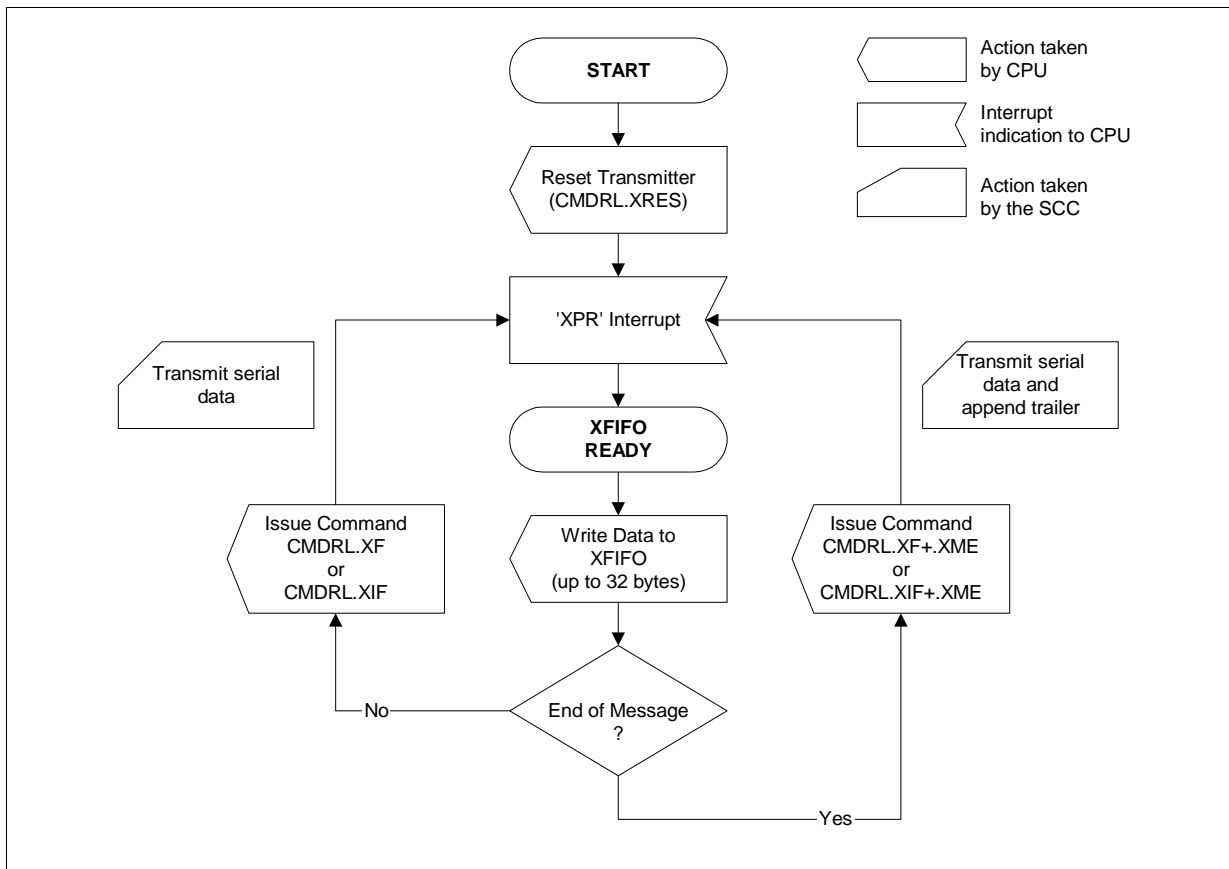 START
Action taken
by CPU
Interrupt
indication to CPU
Action taken
by the SCC
Reset Transmitter
(CMDRL.XRES)
'XPR' Interrupt
Transmit serial
data
Transmit serial
data and
append trailer
XFIFO
READY
Issue Command
CMDRL.XF
or
CMDRL.XIF
Write Data to
XFIFO
(up to 32 bytes)
Issue Command
CMDRL.XF+.XME
or
CMDRL.XIF+.XME
No
End of Message
?
Yes